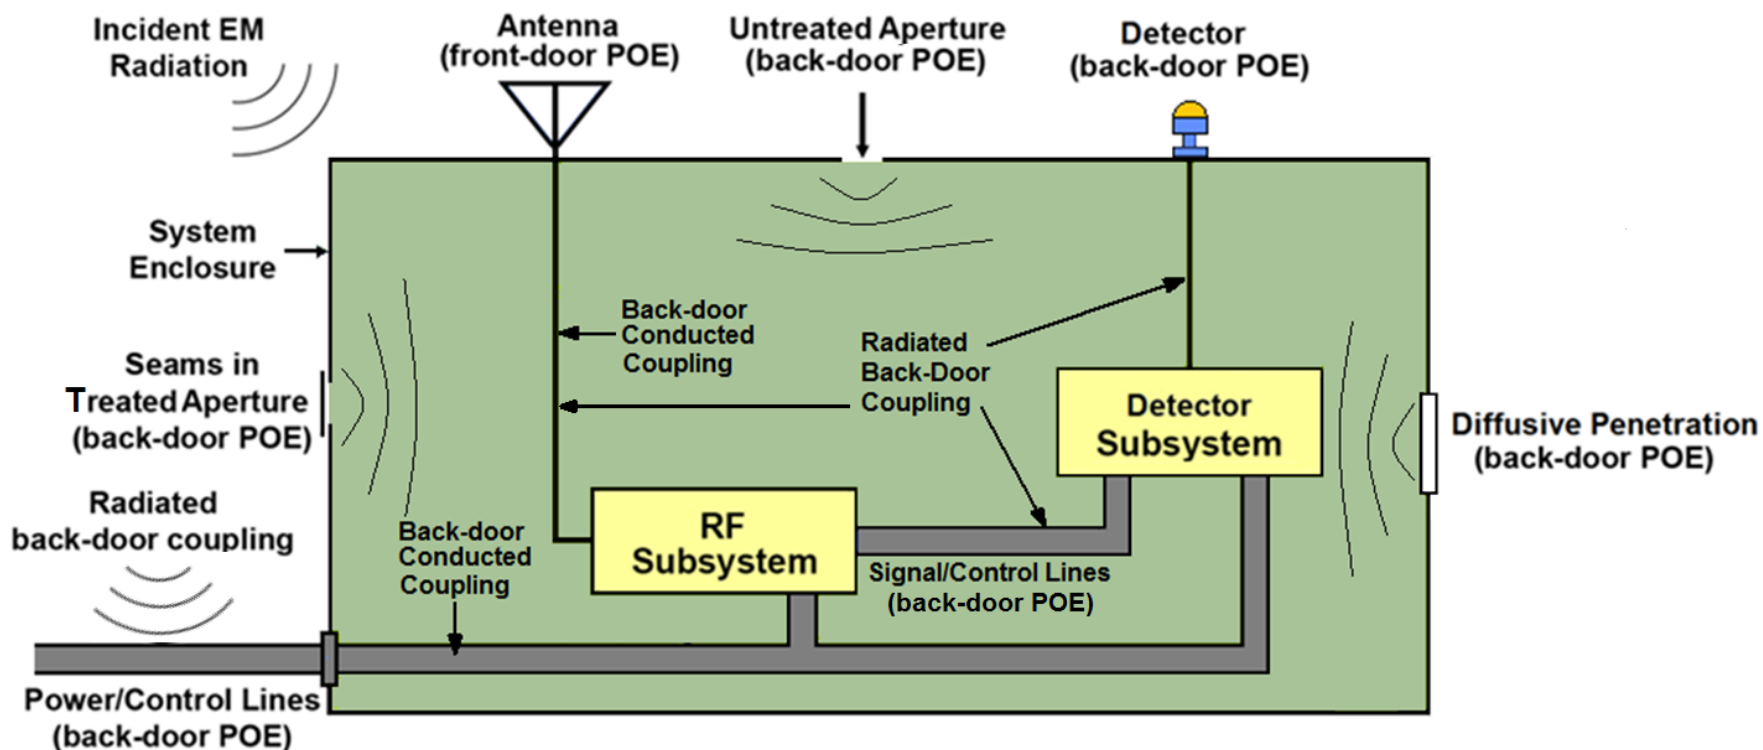 Incident EM
Radiation
Antenna
(front-door POE)
Untreated Aperture
(back-door POE)
Detector
(back-door POE)
System
Enclosure
Back-door
Conducted
Coupling
Radiated
Back-Door
Coupling
Seams in
Treated Aperture
(back-door POE)
Detector
Subsystem
Diffusive Penetration
(back-door POE)
Radiated
back-door coupling
Back-door
Conducted
Coupling
RF
Subsystem
Signal/Control Lines
(back-door POE)
Power/Control Lines
(back-door POE)